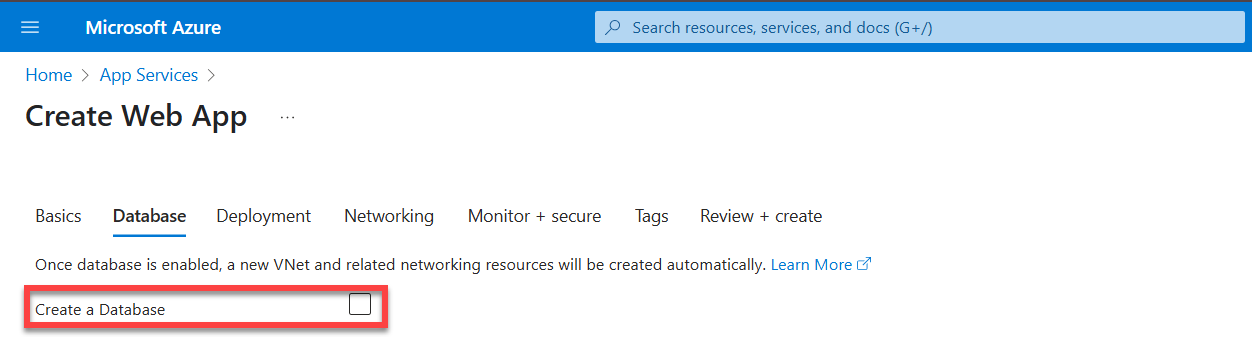 Microsoft Azure
Search resources, services, and docs (G+/)
Home > App Services >
Create Web App ...
Basics Database Deployment Networking Monitor + secure Tags Review + create
Once database is enabled, a new VNet and related networking resources will be created automatically. Learn More
Create a Database